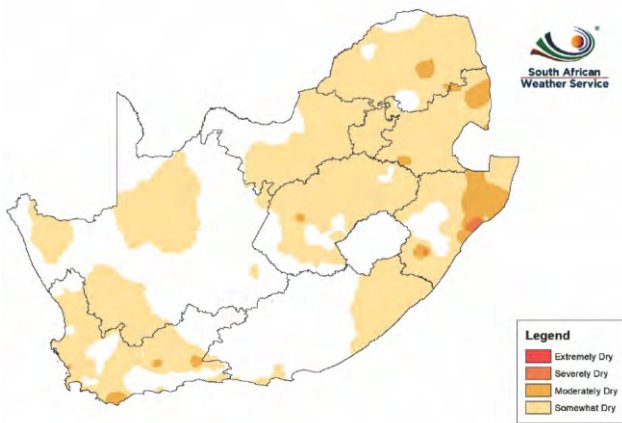 South African
Weather Service
Legend
Extremely Dry
Severely Dry
Moderately Dry
Somewhat Dry